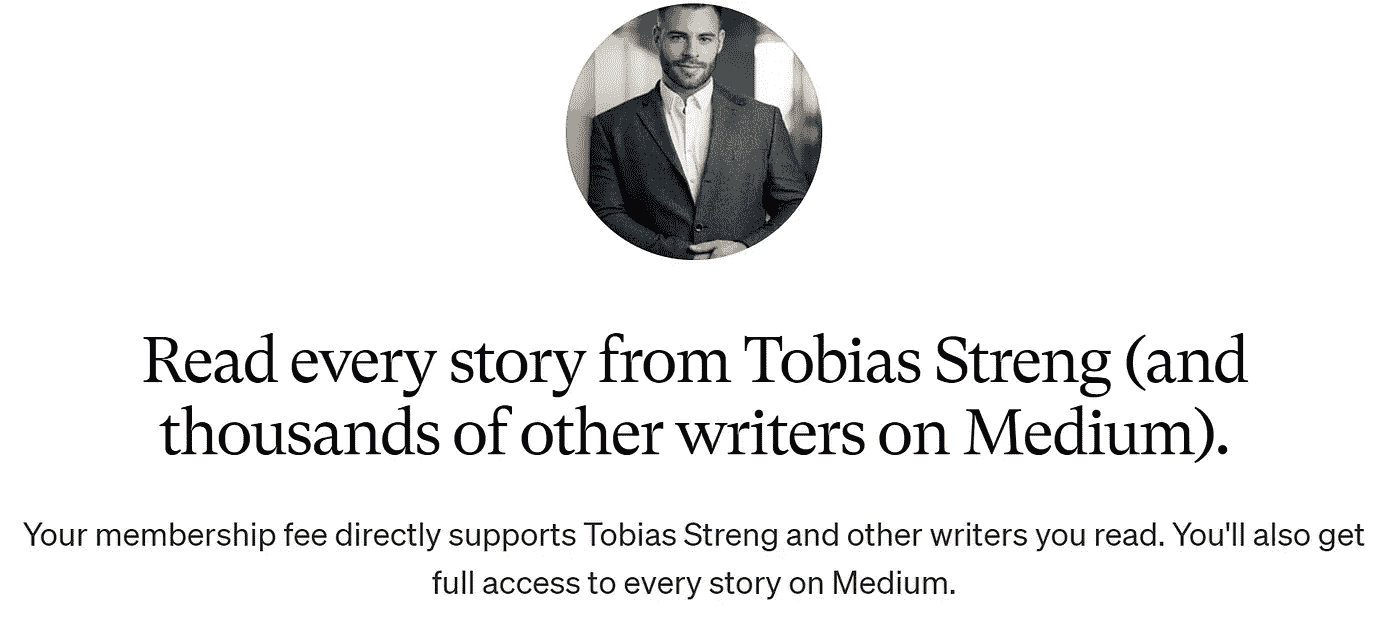 Read every story from Tobias Streng (and
thousands of other writers on Medium).
Your membership fee directly supports Tobias Streng and other writers you read. You'll also get
full access to every story on Medium.